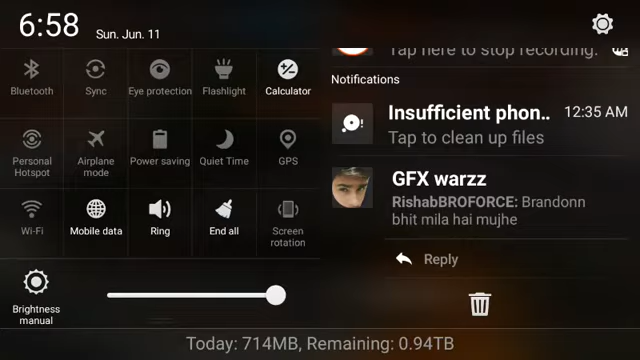 6:58 Sun. Jun. 11
Bluetooth Sync Eye protection Flashlight Calculator
Personal Hotspot Airplane mode Power saving Quiet Time GPS
Wi-Fi Mobile data Ring End all Screen rotation
Brightness manual
Tap here to stop recording.
Notifications
Insufficient phon.. 12:35 AM
Tap to clean up files
GFX warzz
RishabBROFORCE: Brandonn
bhit mila hai mujhe
Reply
Today: 714MB, Remaining: 0.94TB